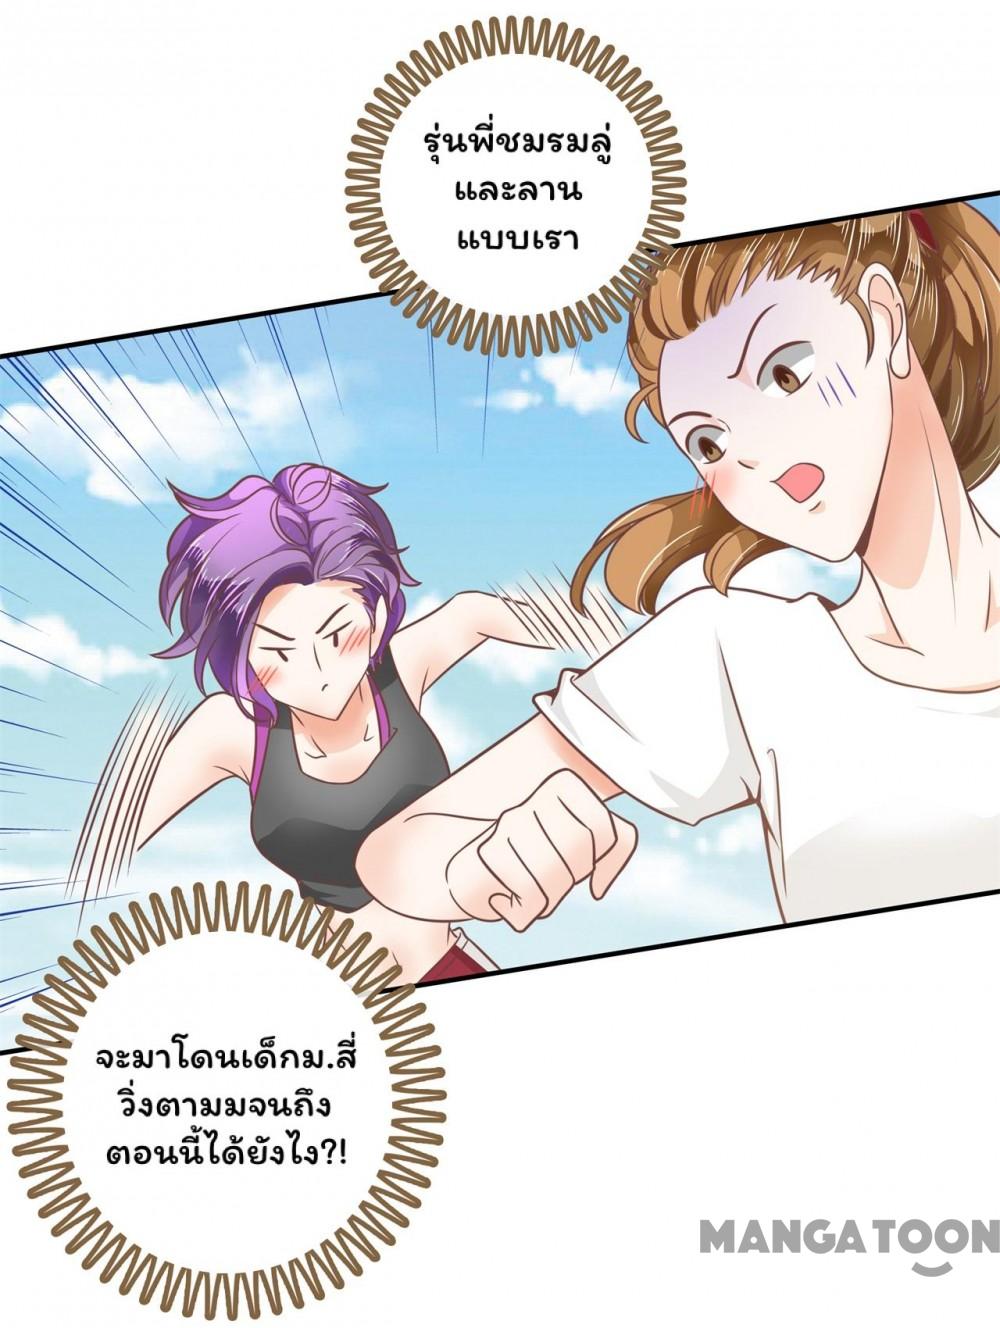 รุ่นพี่ชมรมลู่
และลาน
แบบเรา
จะมาโดนเด็กม.สี่
วิ่งตามมจนถึง
ตอนนี้ได้ยังไง?!
MANGATOON